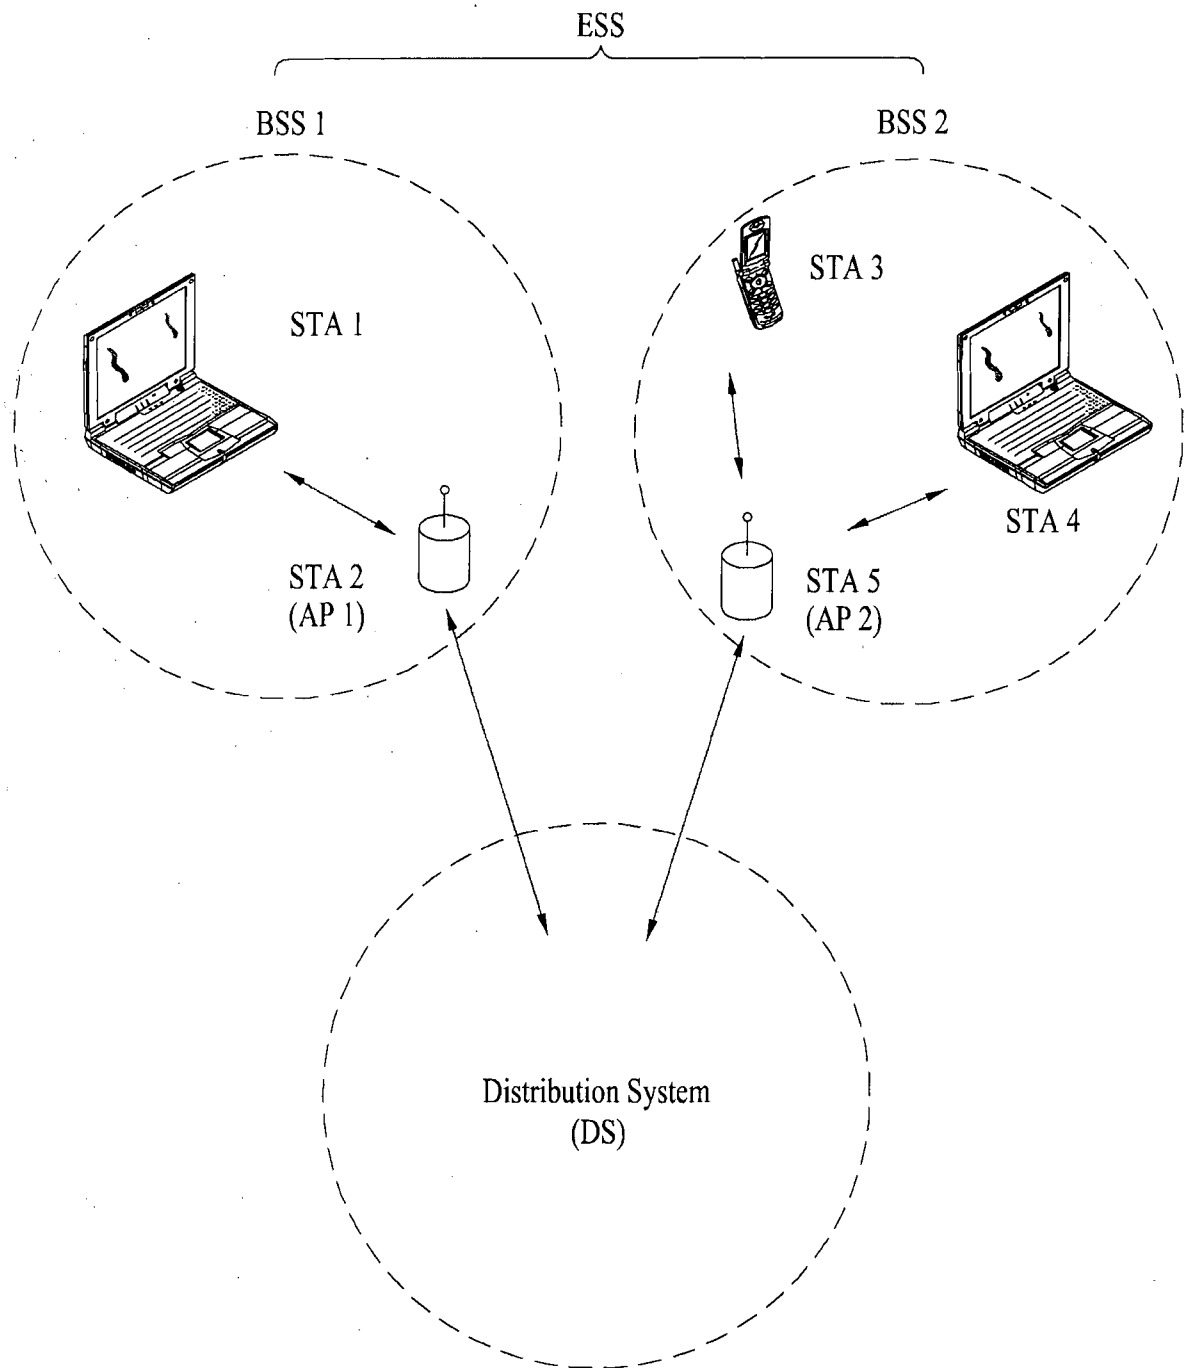 ESS
BSS 1
BSS 2
STA 3
STA 1
STA 4
STA 2
(AP 1)
STA 5
(AP 2)
Distribution System
(DS)